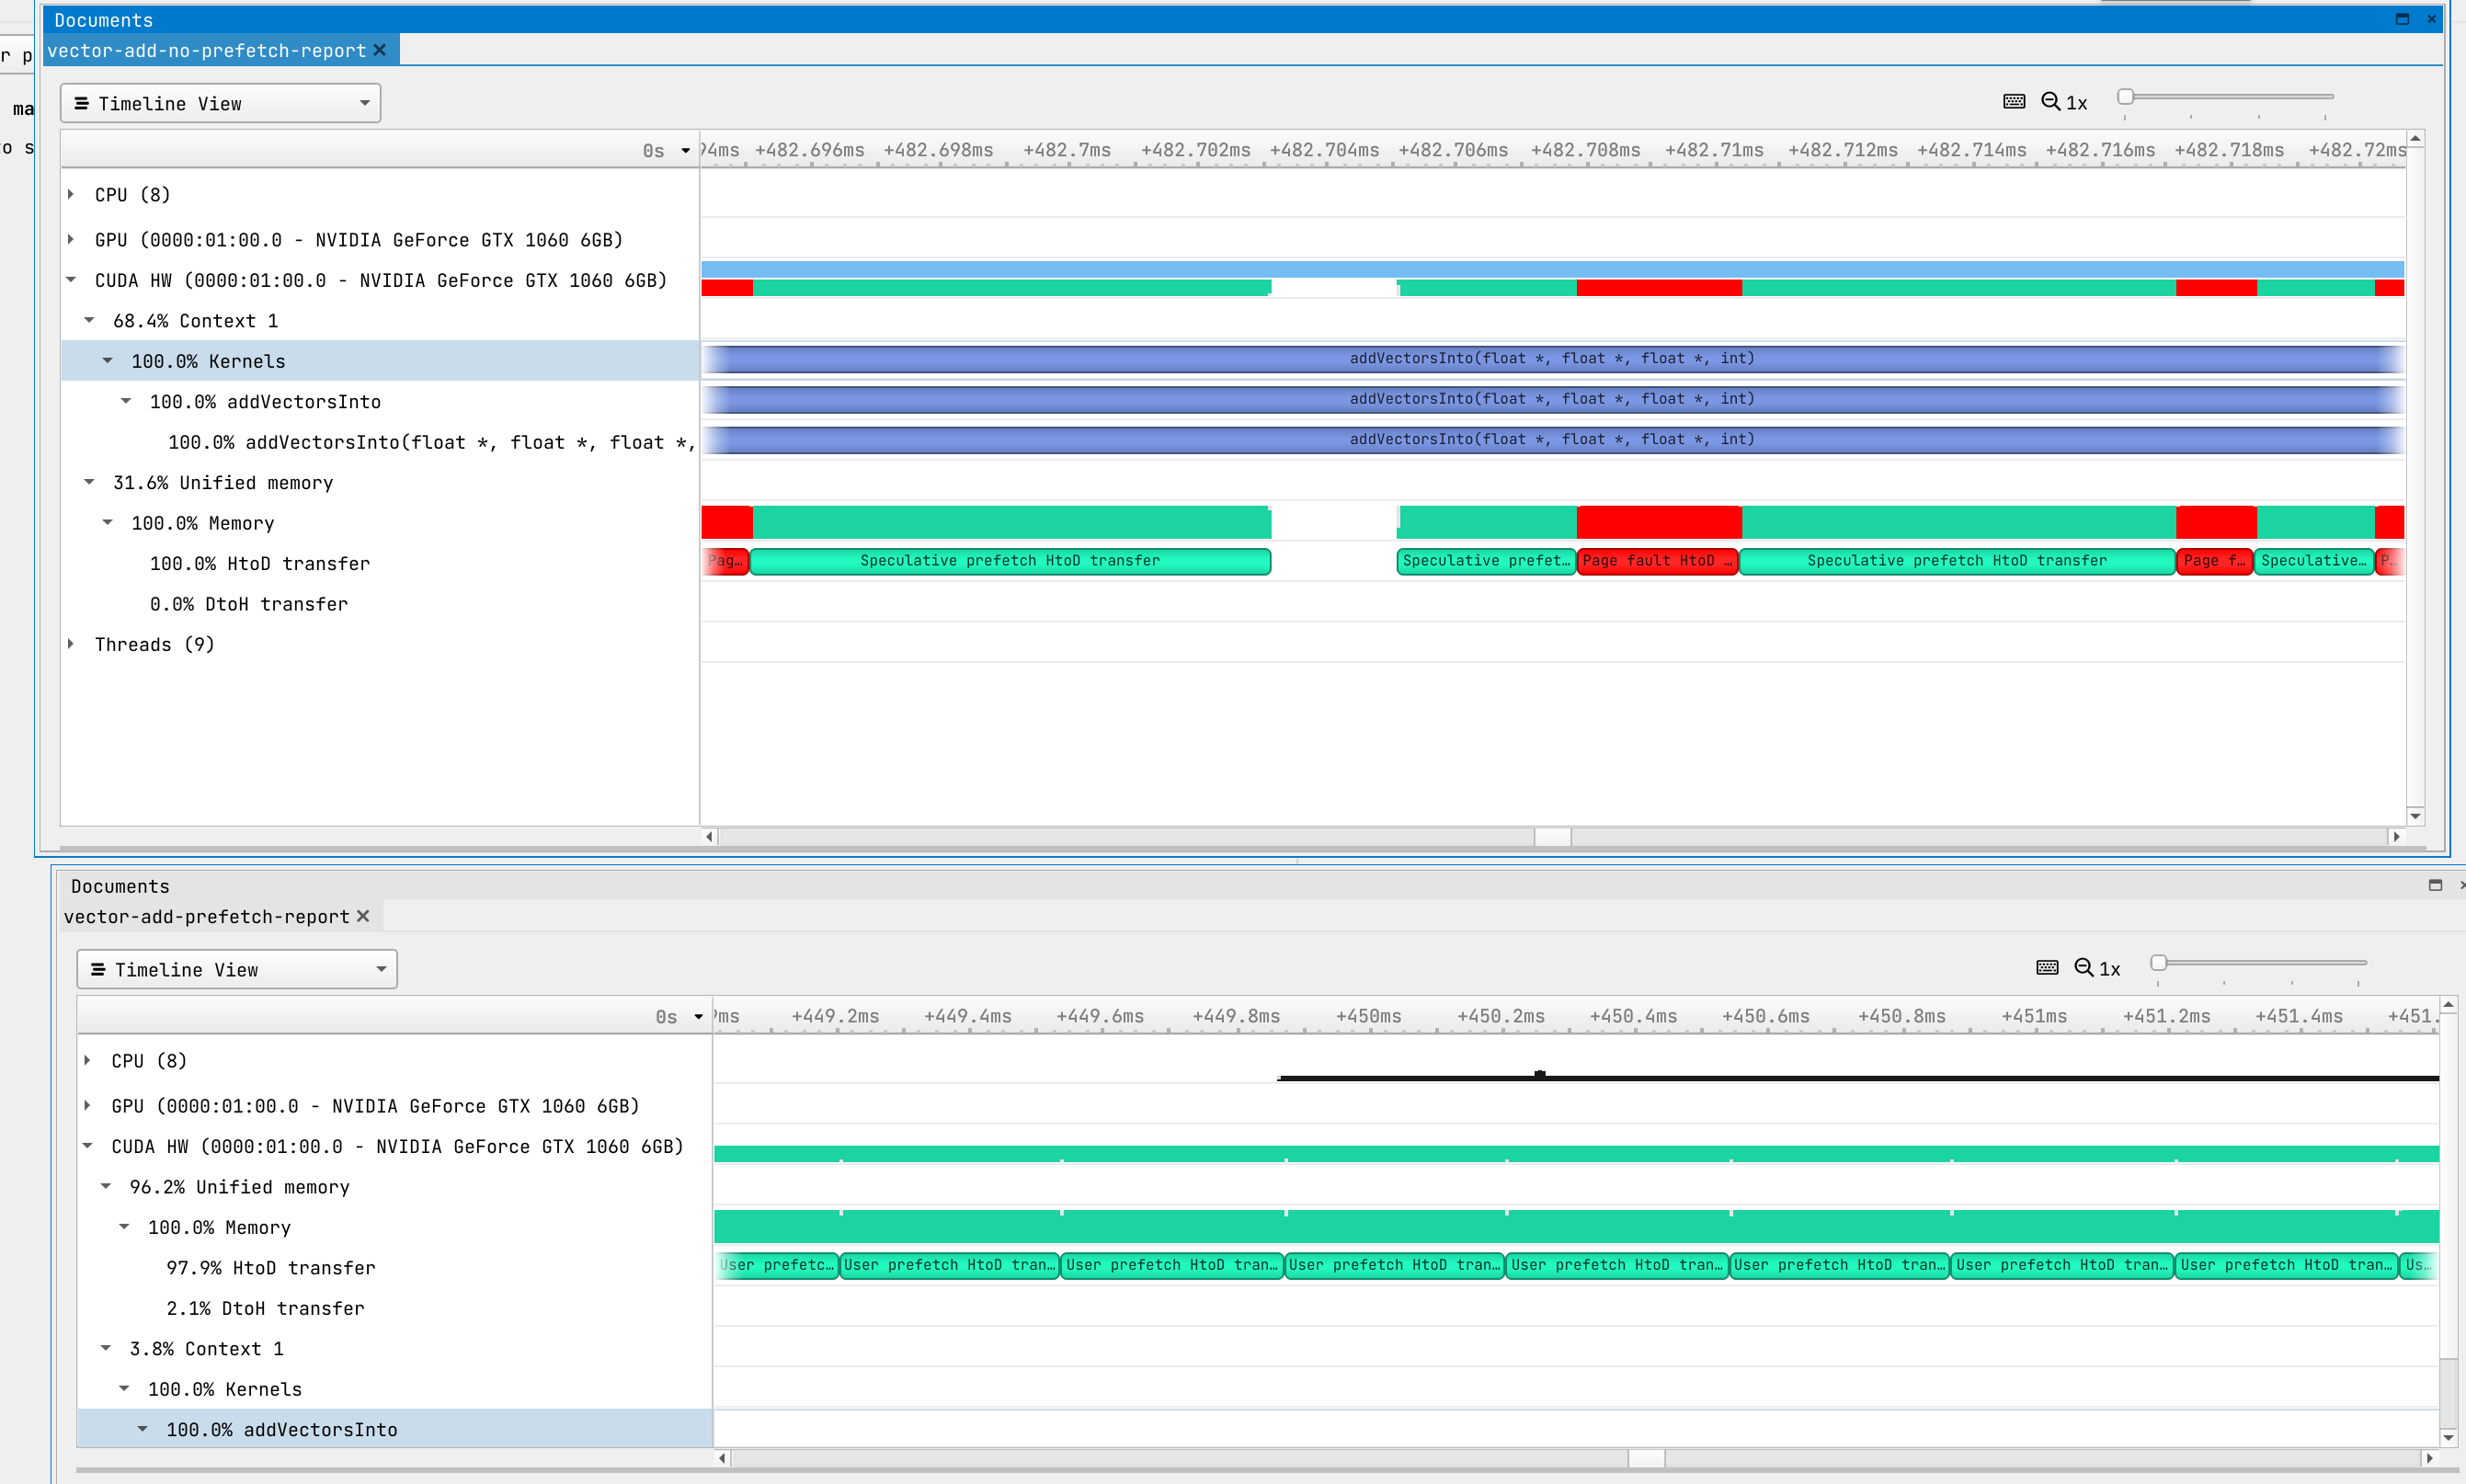 Documents
vector-add-no-prefetch-report
r p
ma
o s
Timeline View
1x
0s
94ms +482.696ms +482.698ms +482.7ms +482.702ms +482.704ms +482.706ms +482.708ms +482.71ms +482.712ms +482.714ms +482.716ms +482.718ms +482.72ms
CPU (8)
GPU (0000:01:00.0 - NVIDIA GeForce GTX 1060 6GB)
CUDA HW (0000:01:00.0 - NVIDIA GeForce GTX 1060 6GB)
68.4% Context 1
100.0% Kernels
addVectorsInto(float *, float *, float *, int)
100.0% addVectorsInto
addVectorsInto(float *, float *, float *, int)
100.0% addVectorsInto(float *, float *, float *,
addVectorsInto(float *, float *, float *, int)
31.6% Unified memory
100.0% Memory
100.0% HtoD transfer
Pag… Speculative prefetch HtoD transfer Speculative prefet… Page fault HtoD … Speculative prefetch HtoD transfer Page f… Speculative… P…
0.0% DtoH transfer
Threads (9)
Documents
vector-add-prefetch-report
Timeline View
1x
0s
9ms +449.2ms +449.4ms +449.6ms +449.8ms +450ms +450.2ms +450.4ms +450.6ms +450.8ms +451ms +451.2ms +451.4ms +451.
CPU (8)
GPU (0000:01:00.0 - NVIDIA GeForce GTX 1060 6GB)
CUDA HW (0000:01:00.0 - NVIDIA GeForce GTX 1060 6GB)
96.2% Unified memory
100.0% Memory
97.9% HtoD transfer
User prefetc… User prefetch HtoD tran… User prefetch HtoD tran… User prefetch HtoD tran… User prefetch HtoD tran… User prefetch HtoD tran… User prefetch HtoD tran… User prefetch HtoD tran… Us…
2.1% DtoH transfer
3.8% Context 1
100.0% Kernels
100.0% addVectorsInto